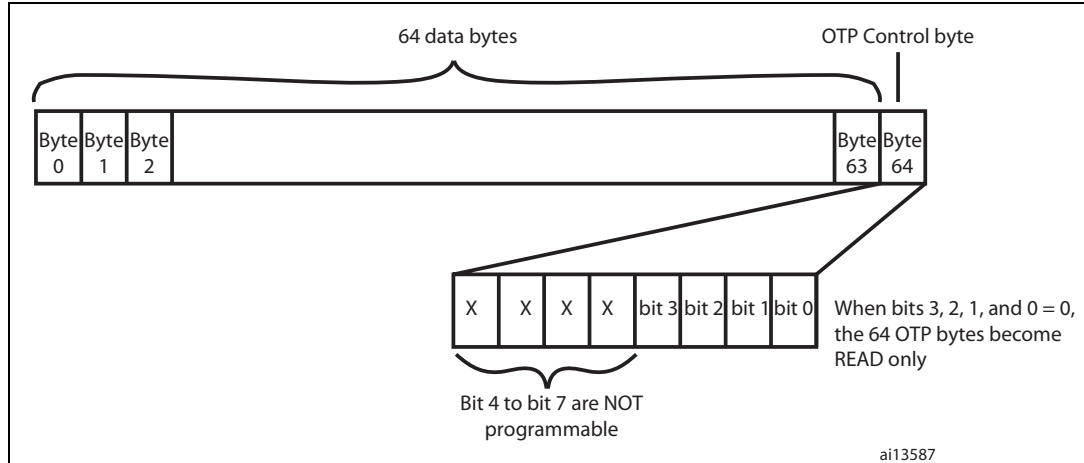 64 data bytes
OTP Control byte
Byte Byte Byte
0 1 2
Byte Byte
63 64
X X X X bit 3 bit 2 bit 1 bit 0
When bits 3, 2, 1, and 0 = 0,
the 64 OTP bytes become
READ only
Bit 4 to bit 7 are NOT
programmable
ai13587